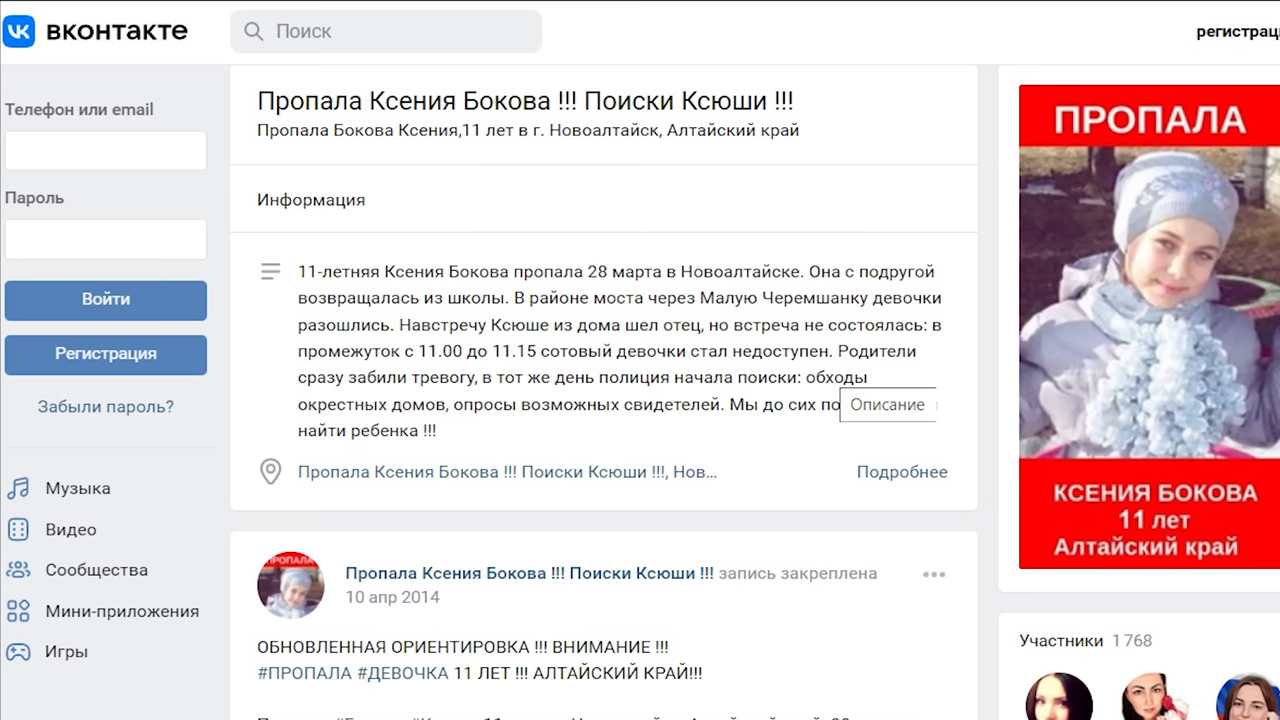 вконтакте
Поиск
Телефон или email
Пароль
Войти
Регистрация
Забыли пароль?
Музыка
Видео
Сообщества
Мини-приложения
Игры
Пропала Ксения Бокова !!! Поиски Ксюши !!!
Пропала Бокова Ксения,11 лет в г. Новоалтайск, Алтайский край
Информация
11-летняя Ксения Бокова пропала 28 марта в Новоалтайске. Она с подругой
возвращалась из школы. В районе моста через Малую Черемшанку девочки
разошлись. Навстречу Ксюше из дома шел отец, но встреча не состоялась: в
промежуток с 11.00 до 11.15 сотовый девочки стал недоступен. Родители
сразу забили тревогу, в тот же день полиция начала поиски: обходы
окрестных домов, опросы возможных свидетелей. Мы до сих по
Описание
найти ребенка !!!
Пропала Ксения Бокова !!! Поиски Ксюши !!!, Нов...
Подробнее
Пропала Ксения Бокова !!! Поиски Ксюши !!! запись закреплена
10 апр 2014
ОБНОВЛЕННАЯ ОРИЕНТИРОВКА !!! ВНИМАНИЕ !!!
#ПРОПАЛА #ДЕВОЧКА 11 ЛЕТ !!! АЛТАЙСКИЙ КРАЙ!!!
регистрац
ПРОПАЛА
КСЕНИЯ БОКОВА
11 лет
Алтайский край
Участники 1 768